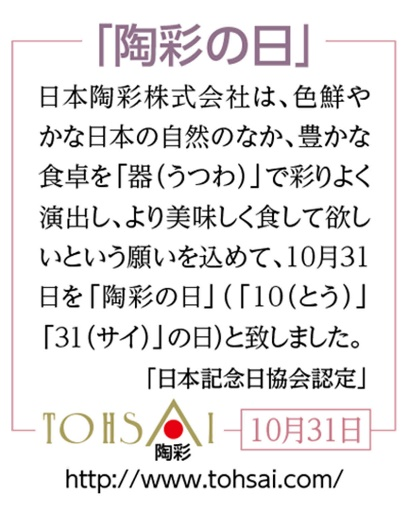 「陶彩の日」
日本陶彩株式会社は、色鮮や
かな日本の自然のなか、豊かな
食卓を「器(うつわ)」で彩りよく
演出し、より美味しく食して欲し
いという願いを込めて、10月31
日を「陶彩の日」(「10(とう)」
「31(サイ)」の日)と致しました。
「日本記念日協会認定」
TOHSAI
陶彩
10月31日
http://www.tohsai.com/